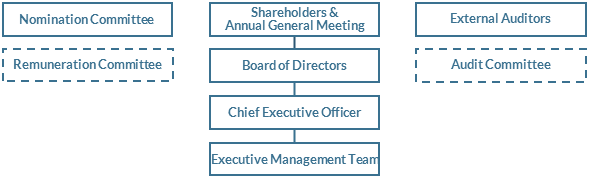 Nomination Committee
Shareholders &
Annual General Meeting
External Auditors
Remuneration Committee
Board of Directors
Audit Committee
Chief Executive Officer
Executive Management Team